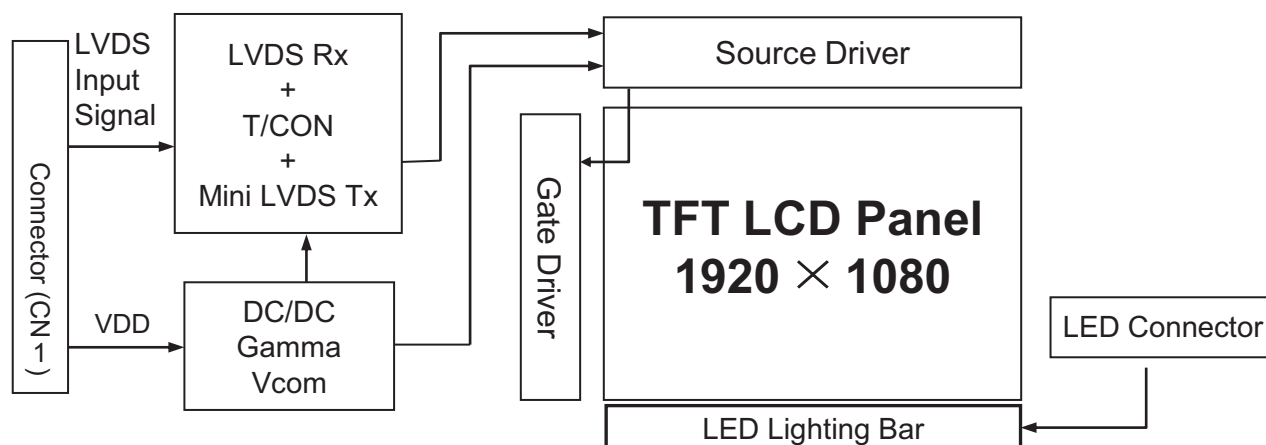 LVDS
Input
Signal
Connector (CN1)
VDD
LVDS Rx
+
T/CON
+
Mini LVDS Tx
DC/DC
Gamma
Vcom
Source Driver
Gate Driver
TFT LCD Panel
1920 × 1080
LED Connector
LED Lighting Bar